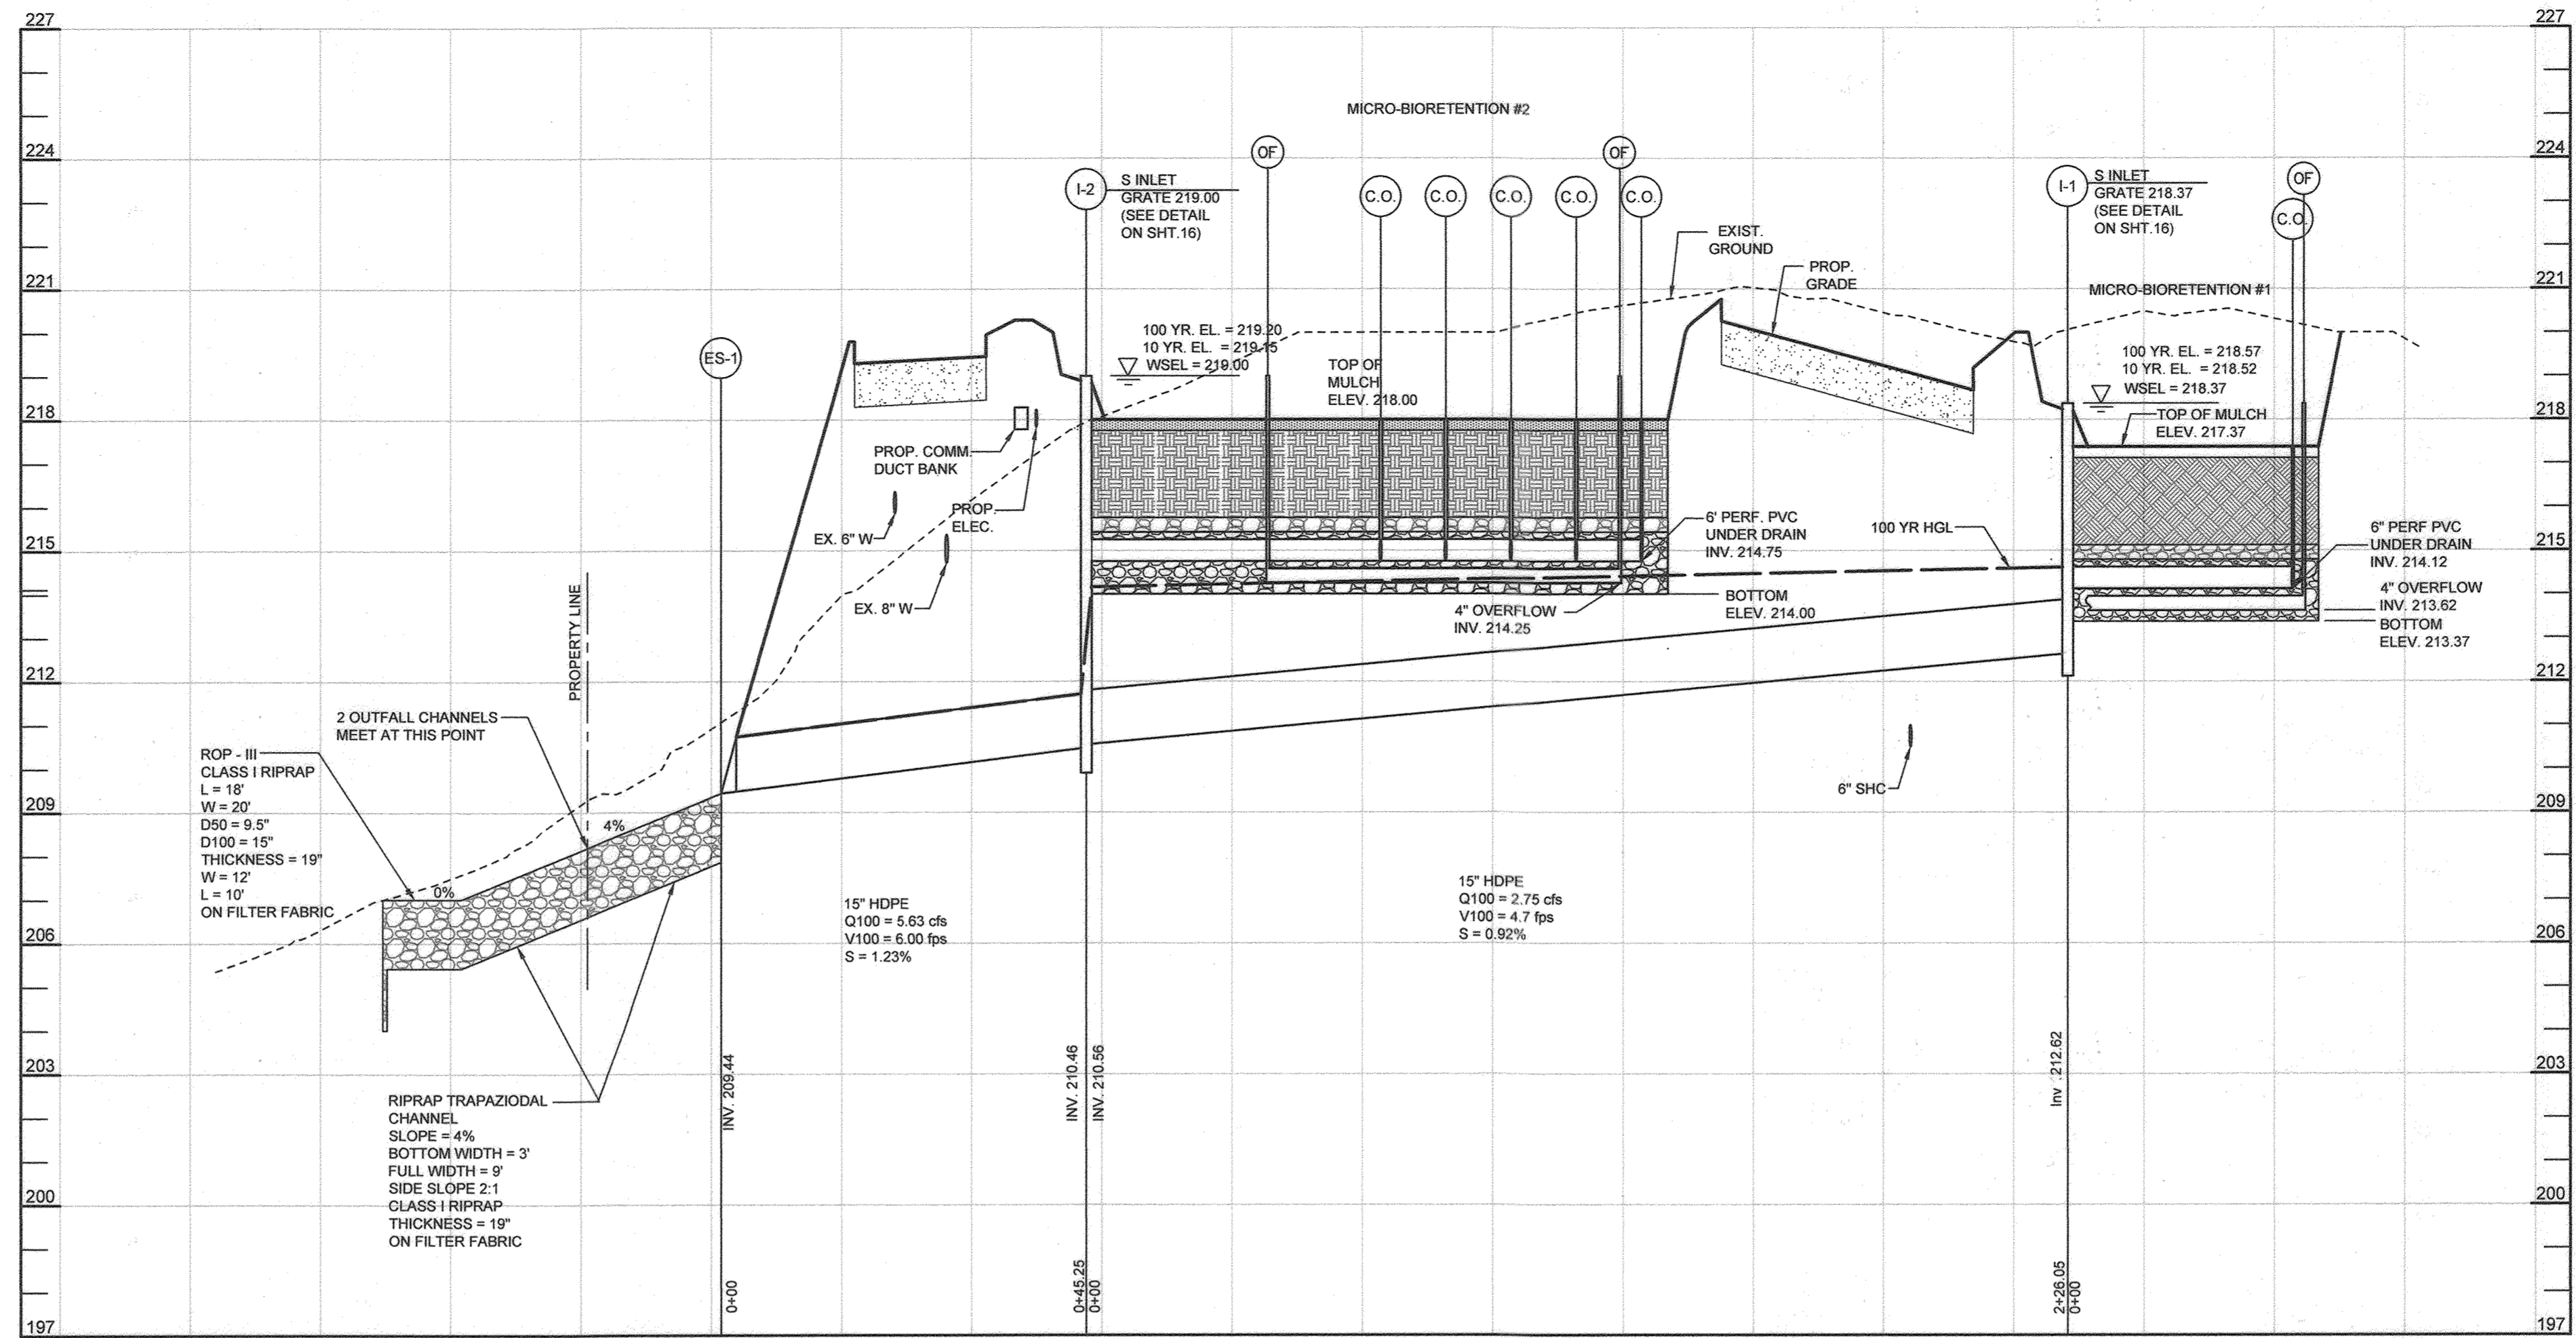 227
224
221
218
215
212
209
206
203
200
197
227
224
221
218
215
212
209
206
203
200
197
MICRO-BIORETENTION #2
OF
OF
C.O.
C.O.
C.O.
C.O.
C.O.
I-2
S INLET
GRATE 219.00
(SEE DETAIL
ON SHT.16)
I-1
S INLET
GRATE 218.37
(SEE DETAIL
ON SHT.16)
OF
C.O.
EXIST.
GROUND
PROP.
GRADE
MICRO-BIORETENTION #1
ES-1
100 YR. EL. = 219.20
10 YR. EL. = 219.15
WSEL = 219.00
TOP OF
MULCH
ELEV. 218.00
100 YR. EL. = 218.57
10 YR. EL. = 218.52
WSEL = 218.37
TOP OF MULCH
ELEV. 217.37
PROP. COMM.
DUCT BANK
PROP.
ELEC.
EX. 6" W
EX. 8" W
6' PERF. PVC
UNDER DRAIN
INV. 214.75
100 YR HGL
6" PERF PVC
UNDER DRAIN
INV. 214.12
4" OVERFLOW
INV. 214.25
BOTTOM
ELEV. 214.00
4" OVERFLOW
INV. 213.62
BOTTOM
ELEV. 213.37
PROPERTY LINE
2 OUTFALL CHANNELS
MEET AT THIS POINT
ROP - III
CLASS I RIPRAP
L = 18'
W = 20'
D50 = 9.5"
D100 = 15"
THICKNESS = 19"
W = 12'
L = 10'
ON FILTER FABRIC
4%
0%
6" SHC
15" HDPE
Q100 = 5.63 cfs
V100 = 6.00 fps
S = 1.23%
15" HDPE
Q100 = 2.75 cfs
V100 = 4.7 fps
S = 0.92%
RIPRAP TRAPAZIODAL
CHANNEL
SLOPE = 4%
BOTTOM WIDTH = 3'
FULL WIDTH = 9'
SIDE SLOPE 2:1
CLASS I RIPRAP
THICKNESS = 19"
ON FILTER FABRIC
INV. 209.44
INV. 210.46
INV. 210.56
Inv .212.62
0+00
0+45.25
0+00
2+26.05
0+00